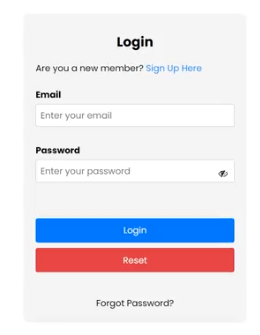 Login
Are you a new member? Sign Up Here
Email
Enter your email
Password
Enter your password
Login
Reset
Forgot Password?